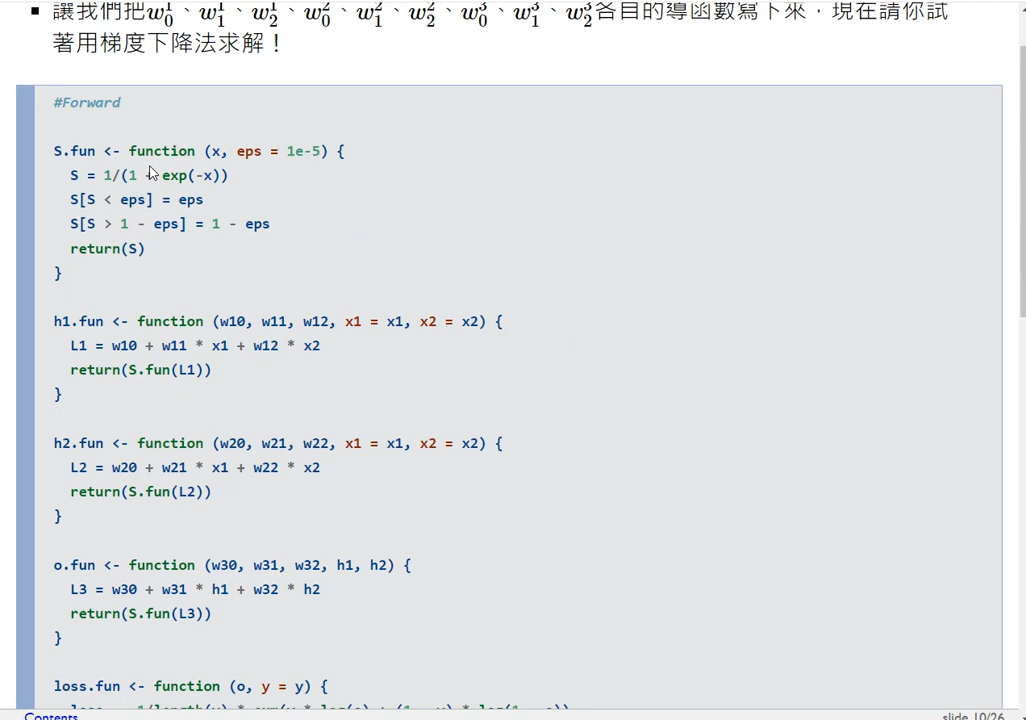 ▪ 讓我們把w₀¹、w₁¹、w₂¹、w₀²、w₁²、w₂²、w₀³、w₁³、w₂³各自的導函數寫下來，現在請你試
著用梯度下降法求解！
#Forward
S.fun <- function (x, eps = 1e-5) {
S = 1/(1 + exp(-x))
S[S < eps] = eps
S[S > 1 - eps] = 1 - eps
return(S)
}
h1.fun <- function (w10, w11, w12, x1 = x1, x2 = x2) {
L1 = w10 + w11 * x1 + w12 * x2
return(S.fun(L1))
}
h2.fun <- function (w20, w21, w22, x1 = x1, x2 = x2) {
L2 = w20 + w21 * x1 + w22 * x2
return(S.fun(L2))
}
o.fun <- function (w30, w31, w32, h1, h2) {
L3 = w30 + w31 * h1 + w32 * h2
return(S.fun(L3))
}
loss.fun <- function (o, y = y) {
Contents
slide 10/26